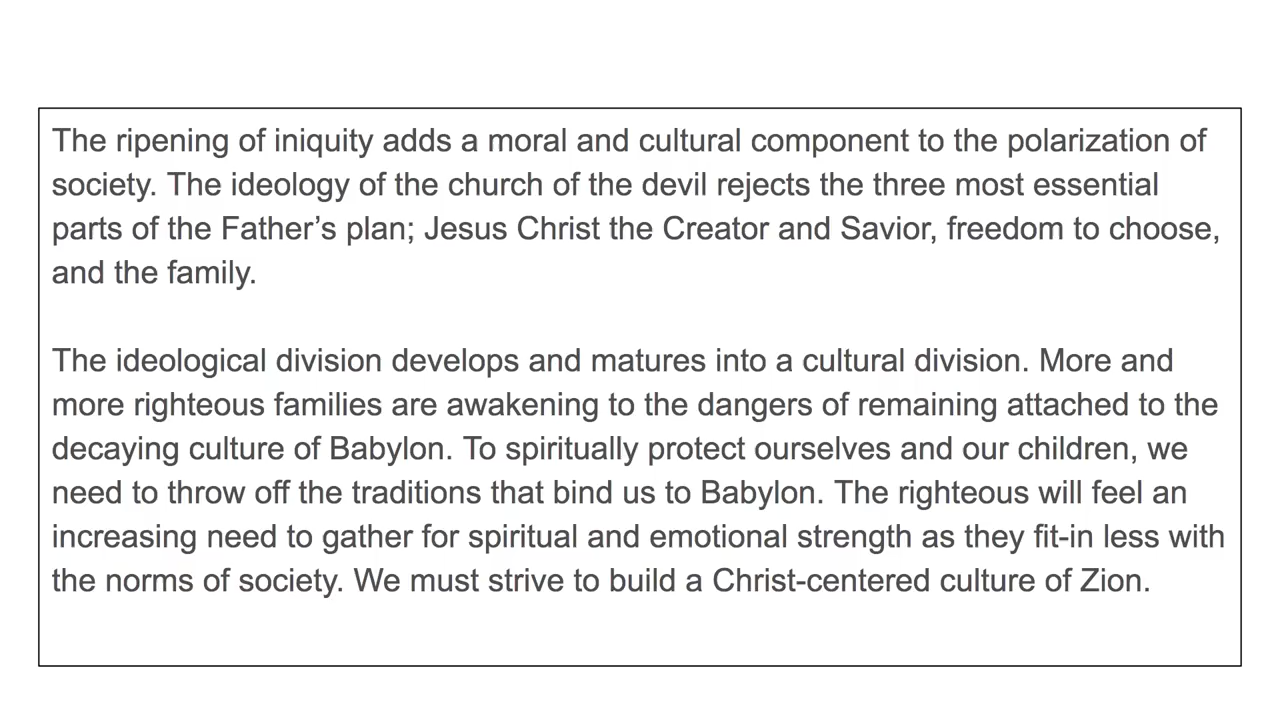 The ripening of iniquity adds a moral and cultural component to the polarization of
society. The ideology of the church of the devil rejects the three most essential
parts of the Father’s plan; Jesus Christ the Creator and Savior, freedom to choose,
and the family.
The ideological division develops and matures into a cultural division. More and
more righteous families are awakening to the dangers of remaining attached to the
decaying culture of Babylon. To spiritually protect ourselves and our children, we
need to throw off the traditions that bind us to Babylon. The righteous will feel an
increasing need to gather for spiritual and emotional strength as they fit-in less with
the norms of society. We must strive to build a Christ-centered culture of Zion.